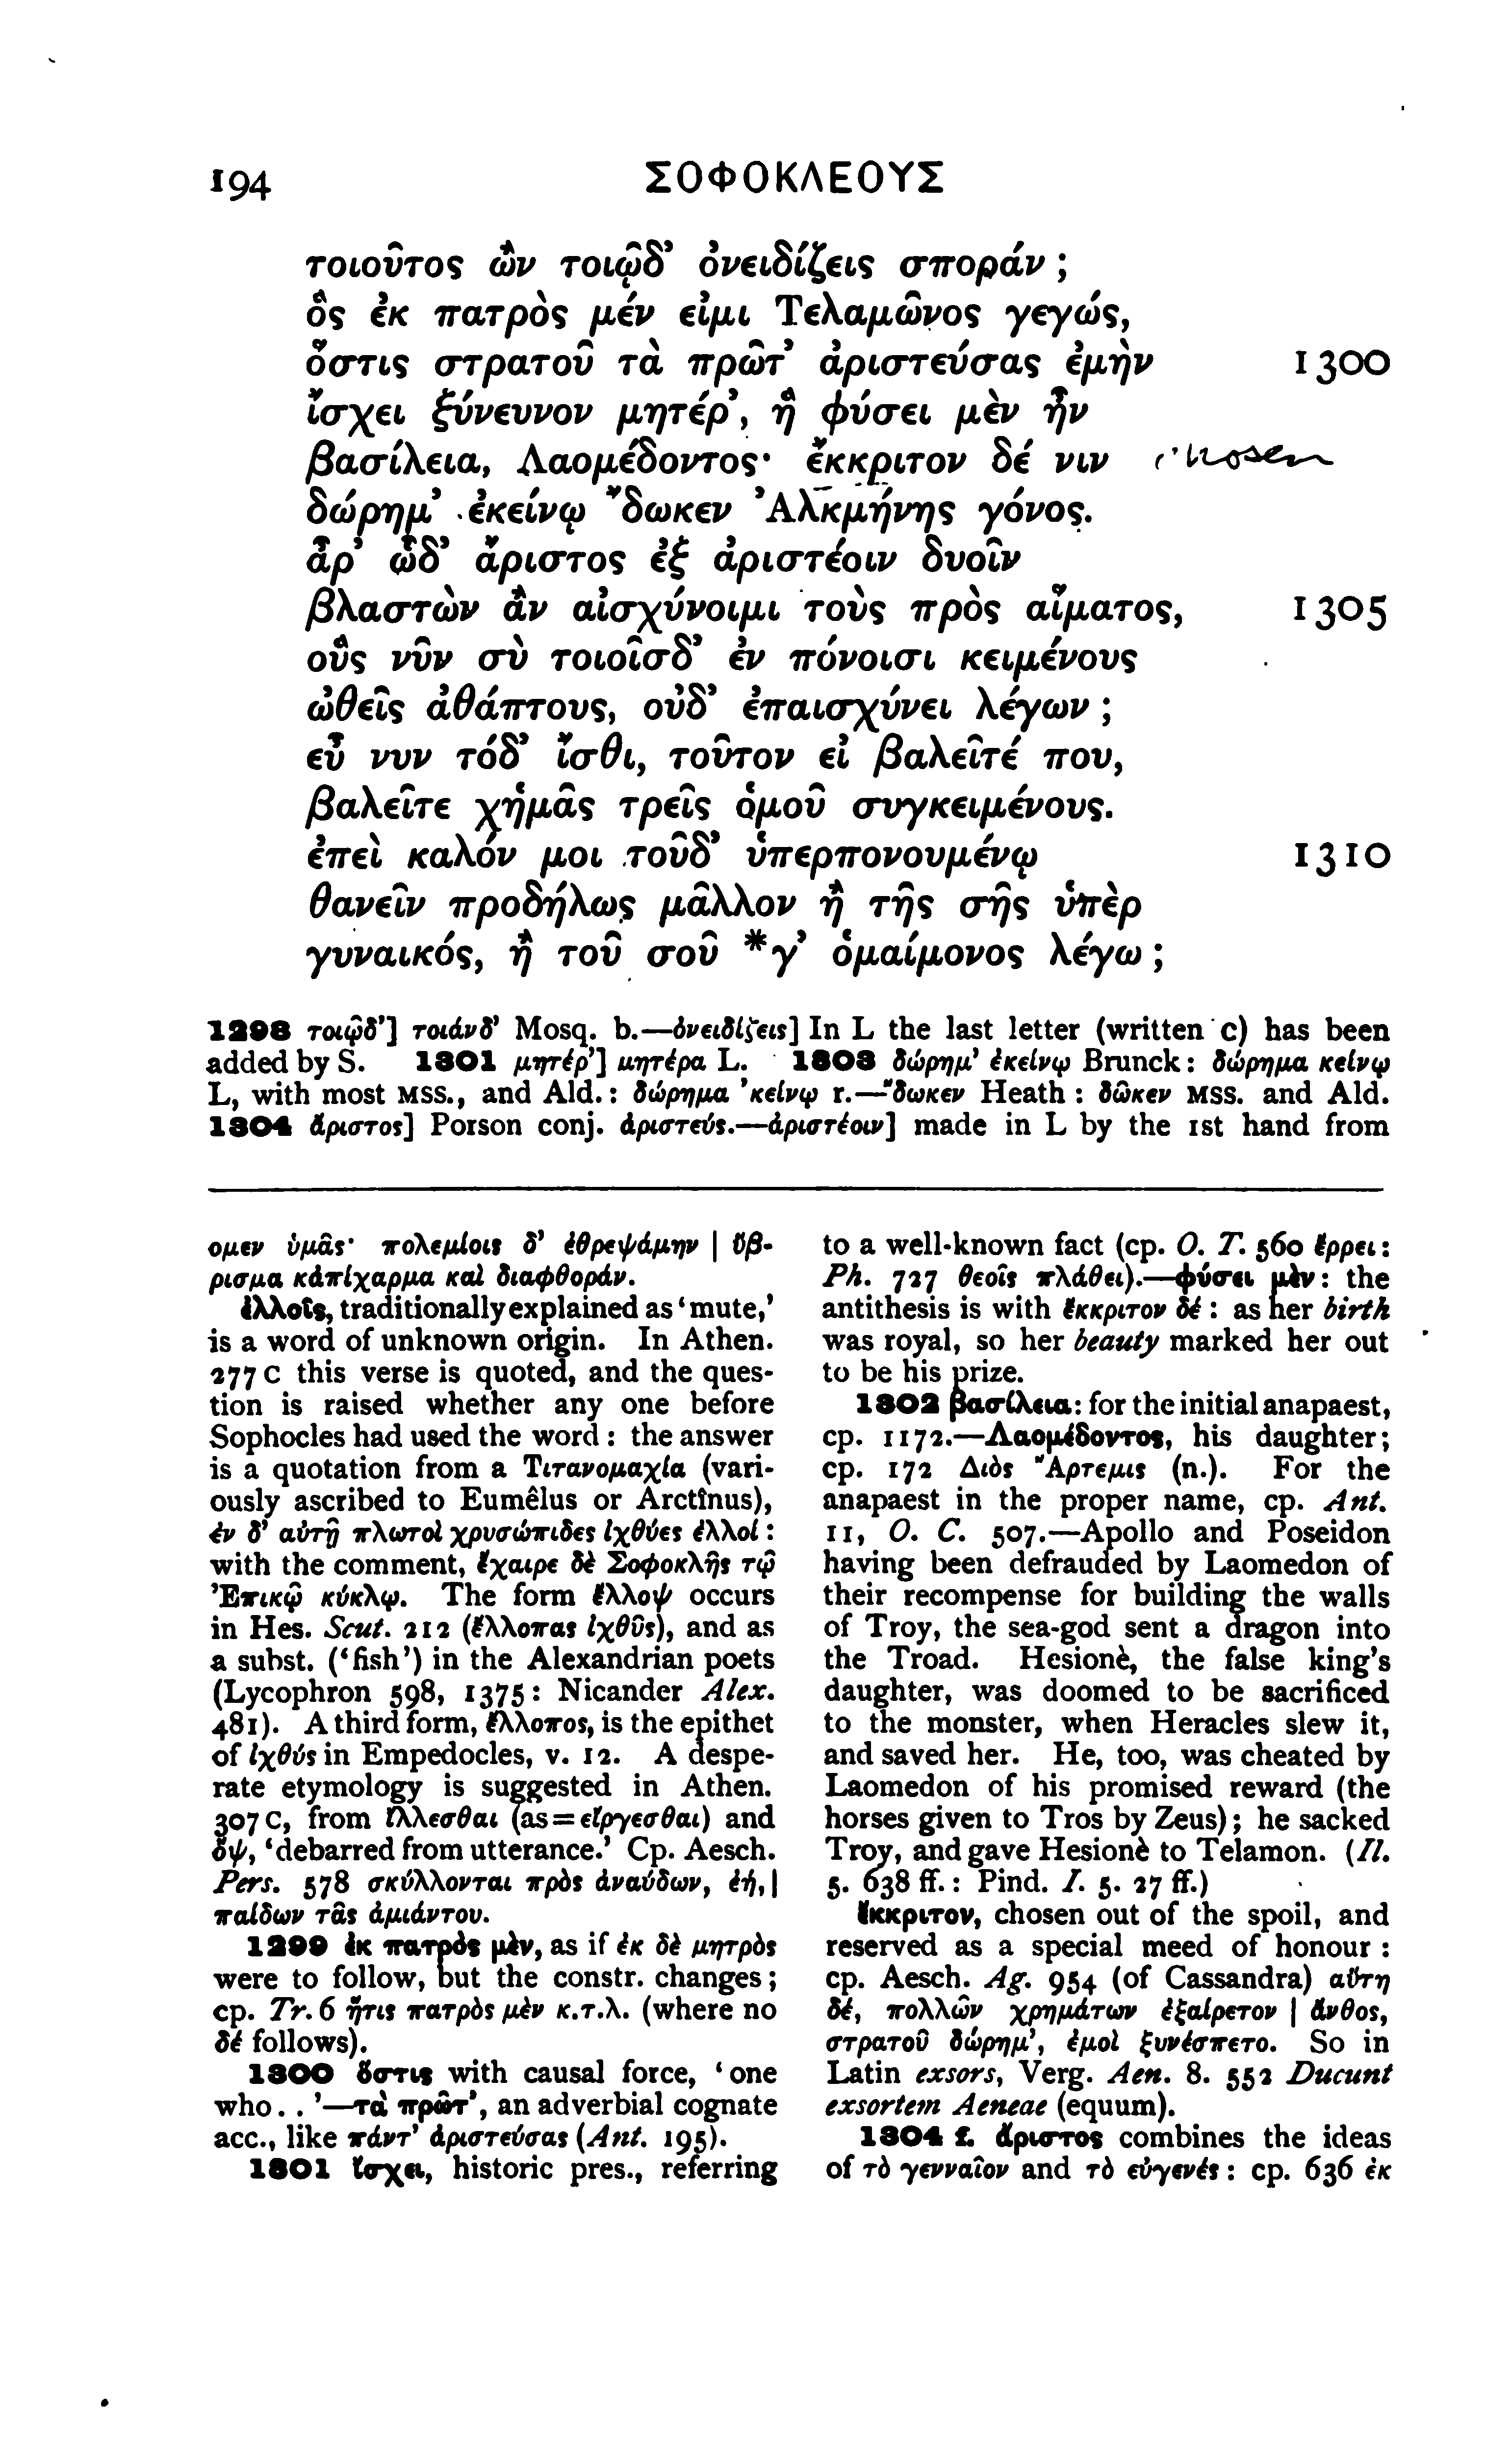 194
ΣΟΦΟΚΛΕΟΥΣ
τοιοῦτος ὢν τοιῷδ’ ὀνειδίζεις σποράν ;
ὃς ἐκ πατρὸς μέν εἰμι Τελαμῶνος γεγώς,
ὅστις στρατοῦ τὰ πρῶτ’ ἀριστεύσας ἐμὴν 1300
ἴσχει ξύνευνον μητέρ’, ἣ φύσει μὲν ἦν
βασίλεια, Λαομέδοντος· ἔκκριτον δέ νιν chosen
δώρημ’ ἐκείνῳ ῎δωκεν Ἀλκμήνης γόνος.
ἆρ’ ὧδ’ ἄριστος ἐξ ἀριστέοιν δυοῖν
βλαστὼν ἂν αἰσχύνοιμι τοὺς πρὸς αἵματος, 1305
οὓς νῦν σὺ τοιοῖσδ’ ἐν πόνοισι κειμένους
ὠθεῖς ἀθάπτους, οὐδ’ ἐπαισχύνει λέγων ;
εὖ νυν τόδ’ ἴσθι, τοῦτον εἰ βαλεῖτέ που,
βαλεῖτε χἠμᾶς τρεῖς ὁμοῦ συγκειμένους.
ἐπεὶ καλόν μοι τοῦδ’ ὑπερπονουμένῳ 1310
θανεῖν προδήλως μᾶλλον ἢ τῆς σῆς ὑπὲρ
γυναικός, ἢ τοῦ σοῦ *γ’ ὁμαίμονος λέγω ;
1298 τοιῷδ’] τοιάνδ’ Mosq. b.—ὀνειδίζεις] In L the last letter (written c) has been
added by S. 1301 μητέρ’] μητέρα L. 1303 δώρημ’ ἐκείνῳ Brunck : δώρημα κείνῳ
L, with most MSS., and Ald. : δώρημα ’κείνῳ r.—῎δωκεν Heath : δῶκεν MSS. and Ald.
1304 ἄριστος] Porson conj. ἀριστεύς.—ἀριστέοιν] made in L by the 1st hand from
ομεν ὑμᾶς· πολεμίοις δ’ ἐθρεψάμην | ὕβ-
ρισμα κἀπίχαρμα καὶ διαφθοράν.
ἐλλοῖς, traditionally explained as ‘mute,’
is a word of unknown origin. In Athen.
277 C this verse is quoted, and the ques-
tion is raised whether any one before
Sophocles had used the word : the answer
is a quotation from a Τιτανομαχία (vari-
ously ascribed to Eumêlus or Arctînus),
ἐν δ’ αὐτῇ πλωτοὶ χρυσώπιδες ἰχθύες ἐλλοί :
with the comment, ἔχαιρε δὲ Σοφοκλῆς τῷ
Ἐπικῷ κύκλῳ. The form ἔλλοψ occurs
in Hes. Scut. 212 (ἔλλοπας ἰχθῦς), and as
a subst. (‘fish’) in the Alexandrian poets
(Lycophron 598, 1375 : Nicander Alex.
481). A third form, ἔλλοπος, is the epithet
of ἰχθύς in Empedocles, v. 12. A despe-
rate etymology is suggested in Athen.
307 C, from ἴλλεσθαι (as = εἴργεσθαι) and
ὄψ, ‘debarred from utterance.’ Cp. Aesch.
Pers. 578 σκύλλονται πρὸς ἀναύδων, ἐή, |
παίδων τᾶς ἀμιάντου.
1299 ἐκ πατρὸς μὲν, as if ἐκ δὲ μητρὸς
were to follow, but the constr. changes ;
cp. Tr. 6 ἥτις πατρὸς μὲν κ.τ.λ. (where no
δέ follows).
1300 ὅστις with causal force, ‘one
who . . ’—τὰ πρῶτ’, an adverbial cognate
acc., like πάντ’ ἀριστεύσας (Ant. 195).
1301 ἴσχει, historic pres., referring
to a well-known fact (cp. O. T. 560 ἔρρει :
Ph. 727 θεοῖς πλάθει).—φύσει μὲν : the
antithesis is with ἔκκριτον δέ : as her birth
was royal, so her beauty marked her out
to be his prize.
1302 βασίλεια : for the initial anapaest,
cp. 1172.—Λαομέδοντος, his daughter;
cp. 172 Διὸς Ἄρτεμις (n.). For the
anapaest in the proper name, cp. Ant.
11, O. C. 507.—Apollo and Poseidon
having been defrauded by Laomedon of
their recompense for building the walls
of Troy, the sea-god sent a dragon into
the Troad. Hesionè, the false king’s
daughter, was doomed to be sacrificed
to the monster, when Heracles slew it,
and saved her. He, too, was cheated by
Laomedon of his promised reward (the
horses given to Tros by Zeus) ; he sacked
Troy, and gave Hesionè to Telamon. (Il.
5. 638 ff. : Pind. I. 5. 27 ff.)
ἔκκριτον, chosen out of the spoil, and
reserved as a special meed of honour :
cp. Aesch. Ag. 954 (of Cassandra) αὕτη
δέ, πολλῶν χρημάτων ἐξαίρετον | ἄνθος,
στρατοῦ δώρημ’, ἐμοὶ ξυνέσπετο. So in
Latin exsors, Verg. Aen. 8. 552 Ducunt
exsortem Aeneae (equum).
1304 f. ἄριστος combines the ideas
of τὸ γενναῖον and τὸ εὐγενές : cp. 636 ἐκ